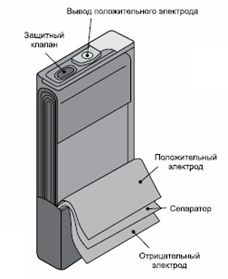 Вывод положительного электрода
Защитный
клапан
Положительный
электрод
Сепаратор
Отрицательный
электрод